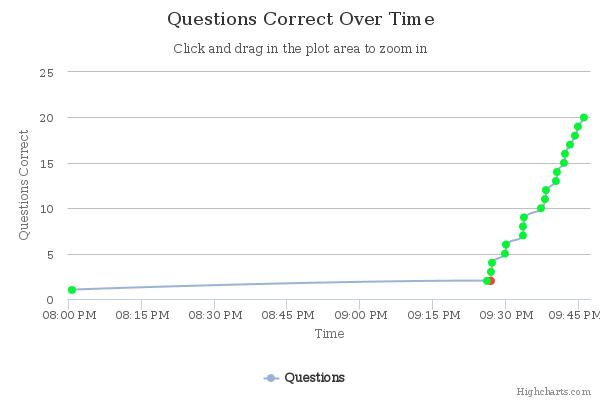 Questions Correct Over Time
Click and drag in the plot area to zoom in
Questions Correct
25
20
15
10
5
0
08:00 PM 08:15 PM 08:30 PM 08:45 PM 09:00 PM 09:15 PM 09:30 PM 09:45 PM
Time
Questions
Highcharts.com